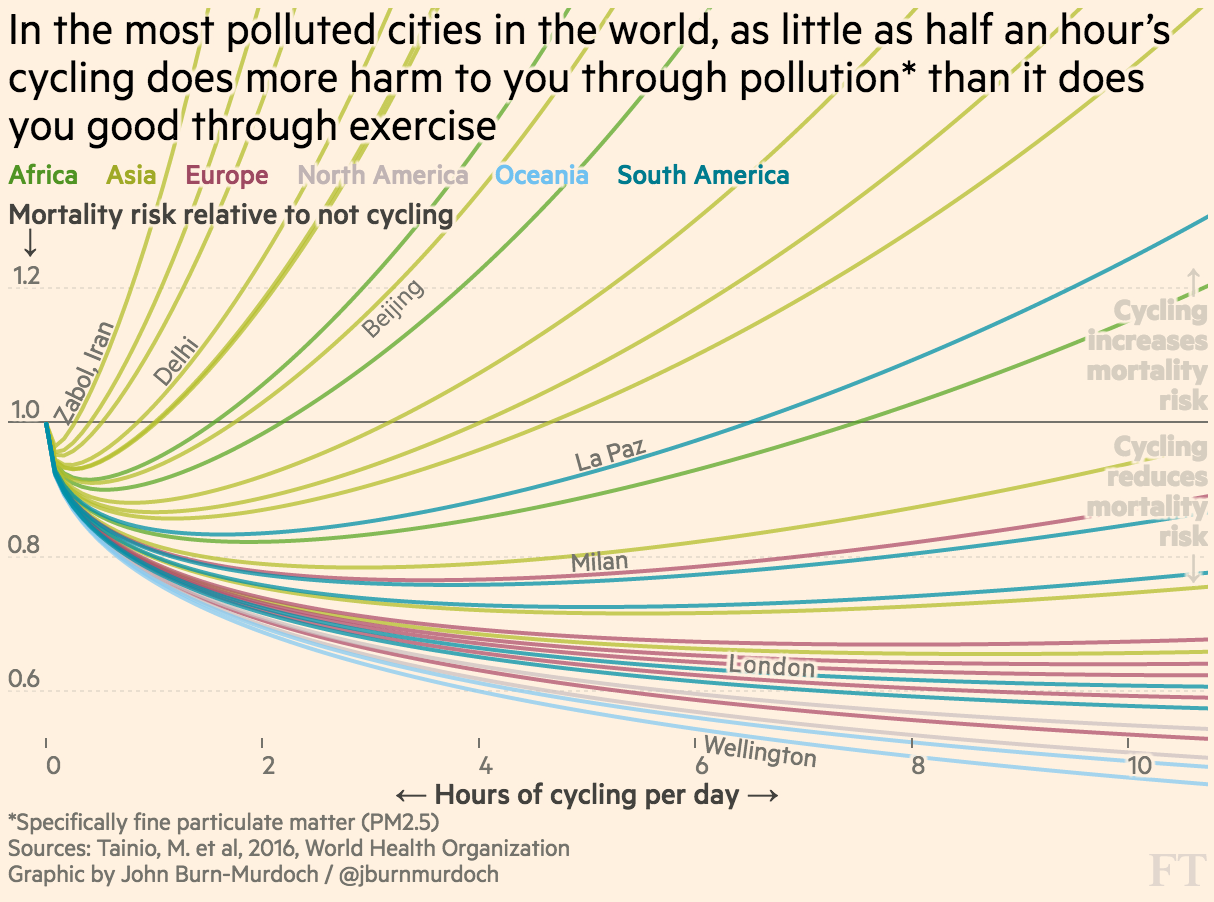 In the most polluted cities in the world, as little as half an hour’s
cycling does more harm to you through pollution* than it does
you good through exercise
Africa Asia Europe North America Oceania South America
Mortality risk relative to not cycling
↓
1.2
1.0
0.8
0.6
Zabol, Iran
Delhi
Beijing
La Paz
Milan
London
Wellington
↑
Cycling
increases
mortality
risk
Cycling
reduces
mortality
risk
↓
0 2 4 6 8 10
← Hours of cycling per day →
*Specifically fine particulate matter (PM2.5)
Sources: Tainio, M. et al, 2016, World Health Organization
Graphic by John Burn-Murdoch / @jburnmurdoch
FT